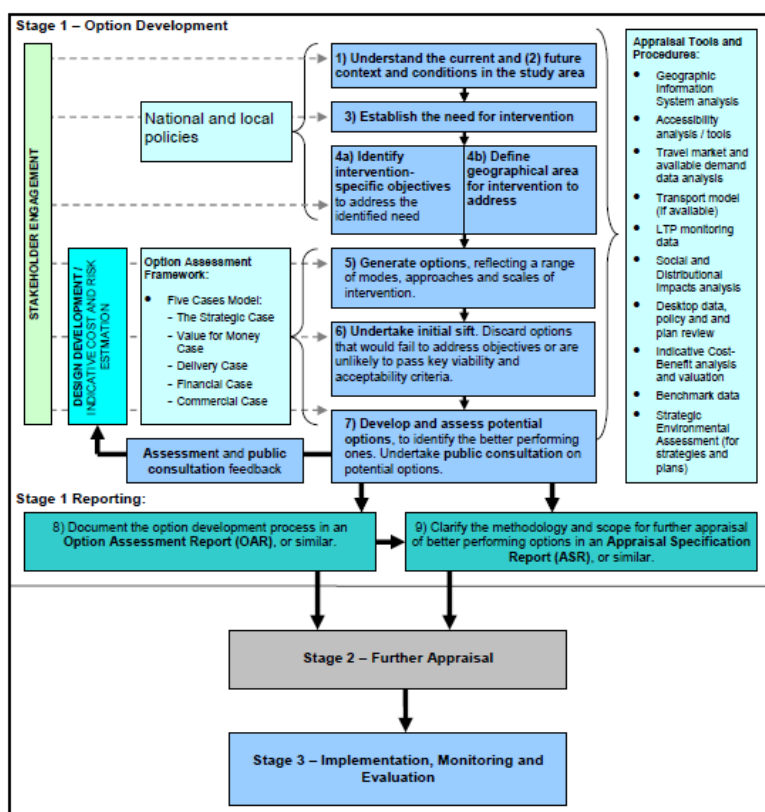 Stage 1 – Option Development
STAKEHOLDER ENGAGEMENT
National and local
policies
1) Understand the current and (2) future
context and conditions in the study area
3) Establish the need for intervention
4a) Identify
intervention-
specific objectives
to address the
identified need
4b) Define
geographical area
for intervention to
address
DESIGN DEVELOPMENT /
INDICATIVE COST AND RISK
ESTMATION
Option Assessment
Framework:
• Five Cases Model:
– The Strategic Case
– Value for Money
Case
– Delivery Case
– Financial Case
– Commercial Case
5) Generate options, reflecting a range
of modes, approaches and scales of
intervention.
6) Undertake initial sift. Discard options
that would fail to address objectives or are
unlikely to pass key viability and
acceptability criteria.
7) Develop and assess potential
options, to identify the better performing
ones. Undertake public consultation on
potential options.
Assessment and public
consultation feedback
Appraisal Tools and
Procedures:
• Geographic
Information
System analysis
• Accessibility
analysis / tools
• Travel market and
available demand
data analysis
• Transport model
(if available)
• LTP monitoring
data
• Social and
Distributional
Impacts analysis
• Desktop data,
policy and and
plan review
• Indicative Cost-
Benefit analysis
and valuation
• Benchmark data
• Strategic
Environmental
Assessment (for
strategies and
plans)
Stage 1 Reporting:
8) Document the option development process in an
Option Assessment Report (OAR), or similar.
9) Clarify the methodology and scope for further appraisal
of better performing options in an Appraisal Specification
Report (ASR), or similar.
Stage 2 – Further Appraisal
Stage 3 – Implementation, Monitoring and
Evaluation